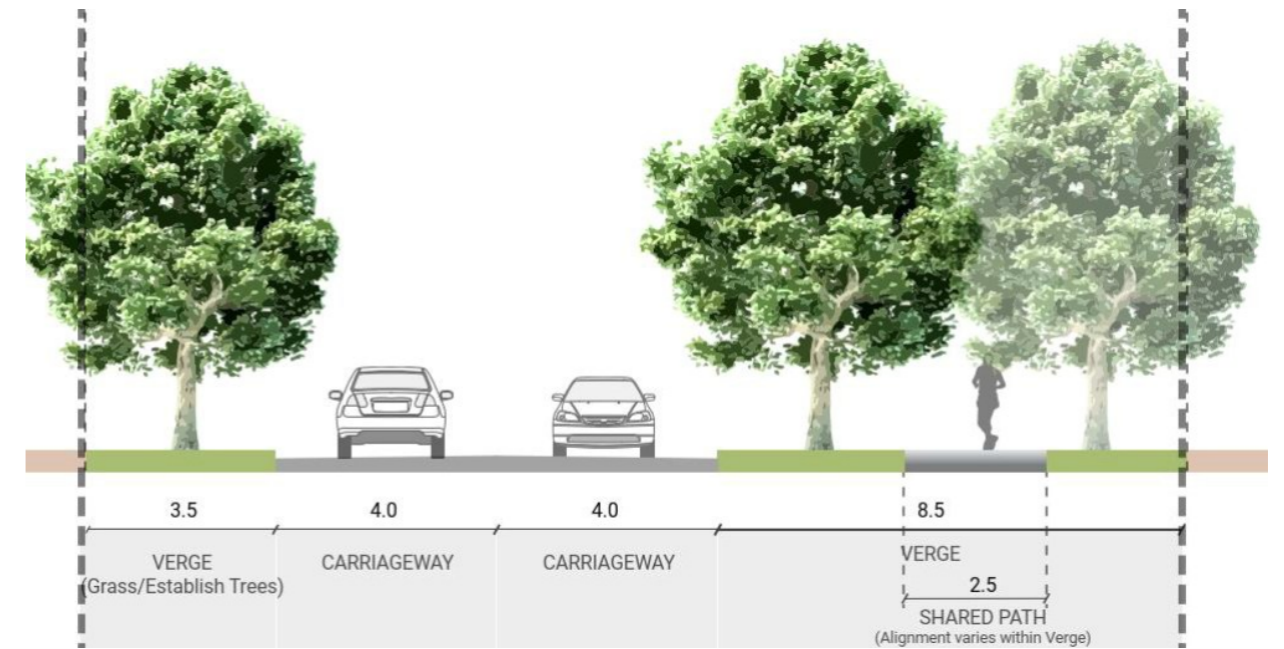 3.5
4.0
4.0
8.5
VERGE
(Grass/Establish Trees)
CARRIAGEWAY
CARRIAGEWAY
VERGE
2.5
SHARED PATH
(Alignment varies within Verge)